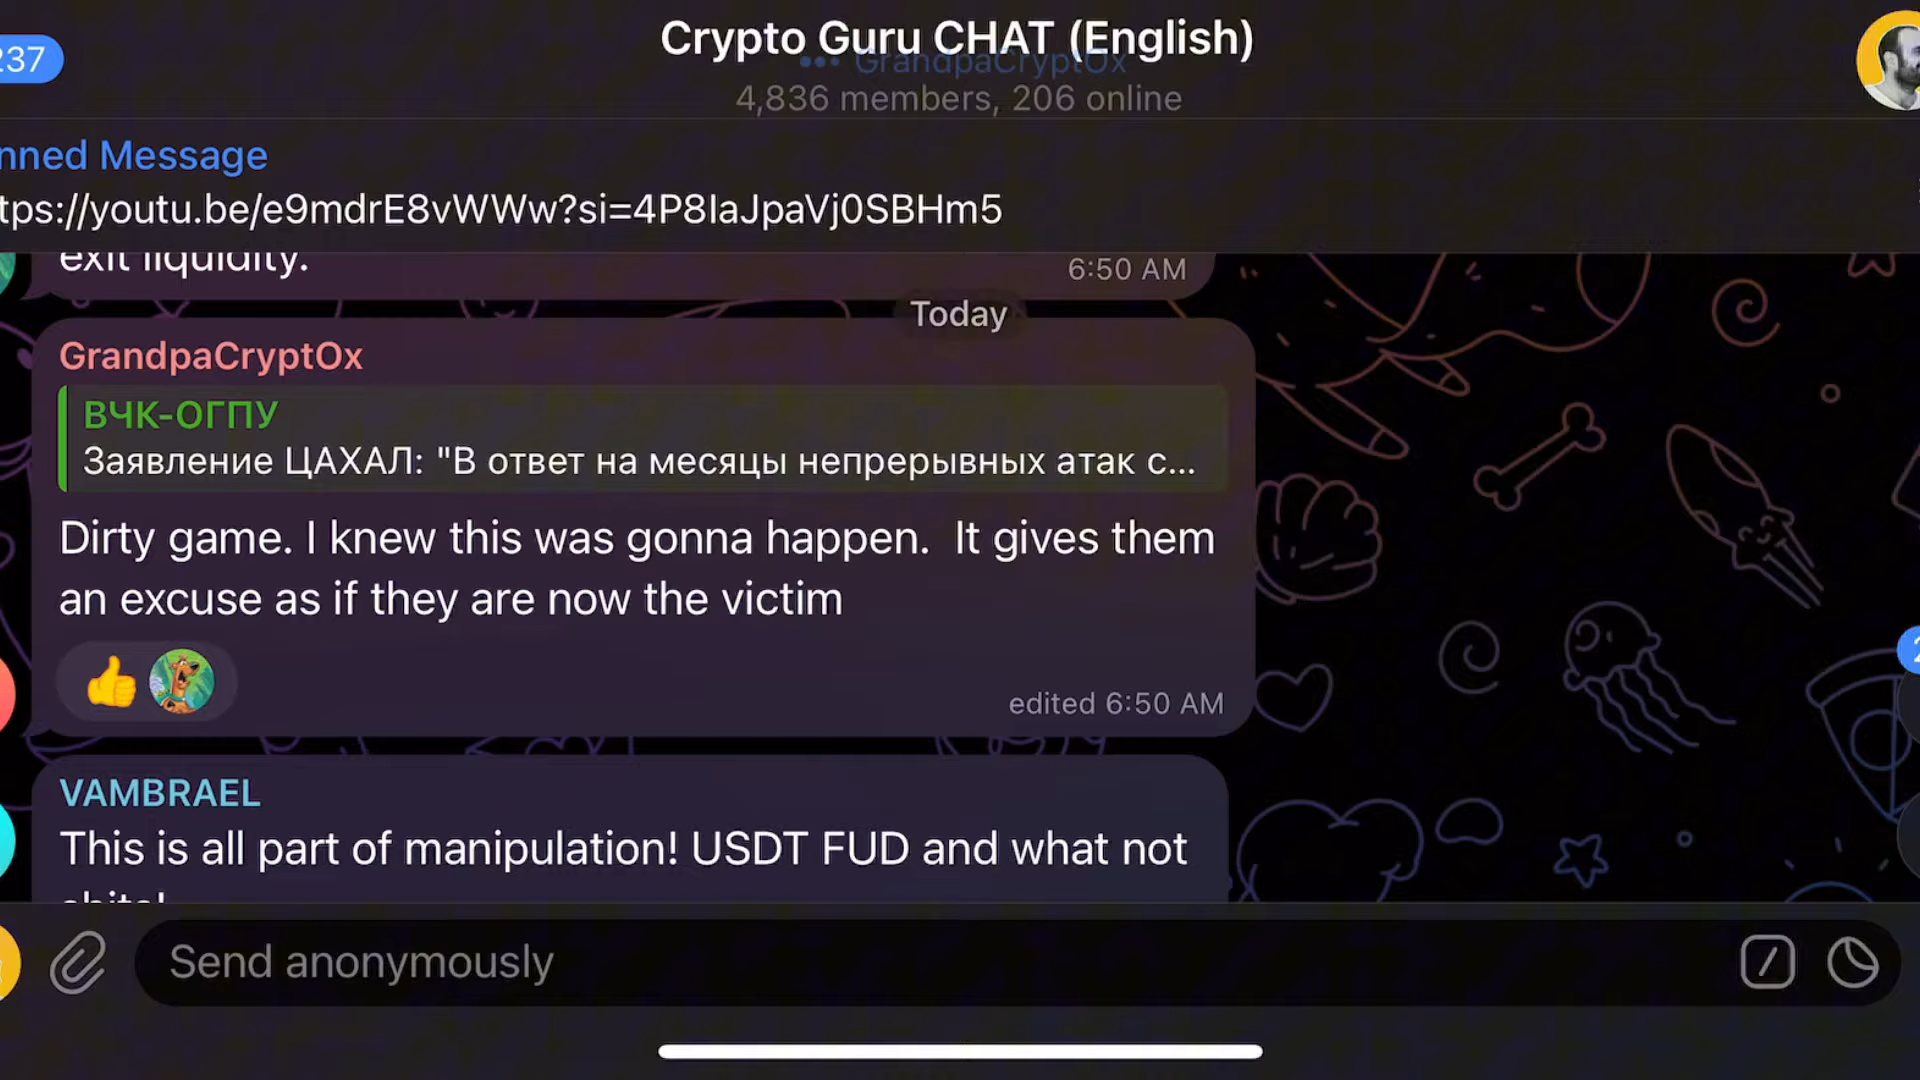 237
Crypto Guru CHAT (English)
GrandpaCryptOx
4,836 members, 206 online
nned Message
tps://youtu.be/e9mdrE8vWWw?si=4P8IaJpaVj0SBHm5
exit liquidity.
6:50 AM
Today
GrandpaCryptOx
ВЧК-ОГПУ
Заявление ЦАХАЛ: "В ответ на месяцы непрерывных атак с...
Dirty game. I knew this was gonna happen. It gives them
an excuse as if they are now the victim
edited 6:50 AM
2
VAMBRAEL
This is all part of manipulation! USDT FUD and what not
Send anonymously